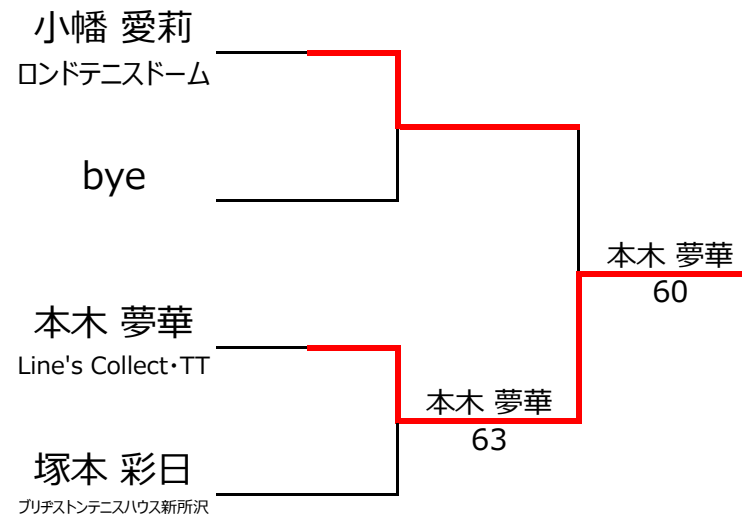 小幡 愛莉
ロンドテニスドーム
bye
本木 夢華
60
本木 夢華
Line's Collect・TT
本木 夢華
63
塚本 彩日
ブリヂストンテニスハウス新所沢